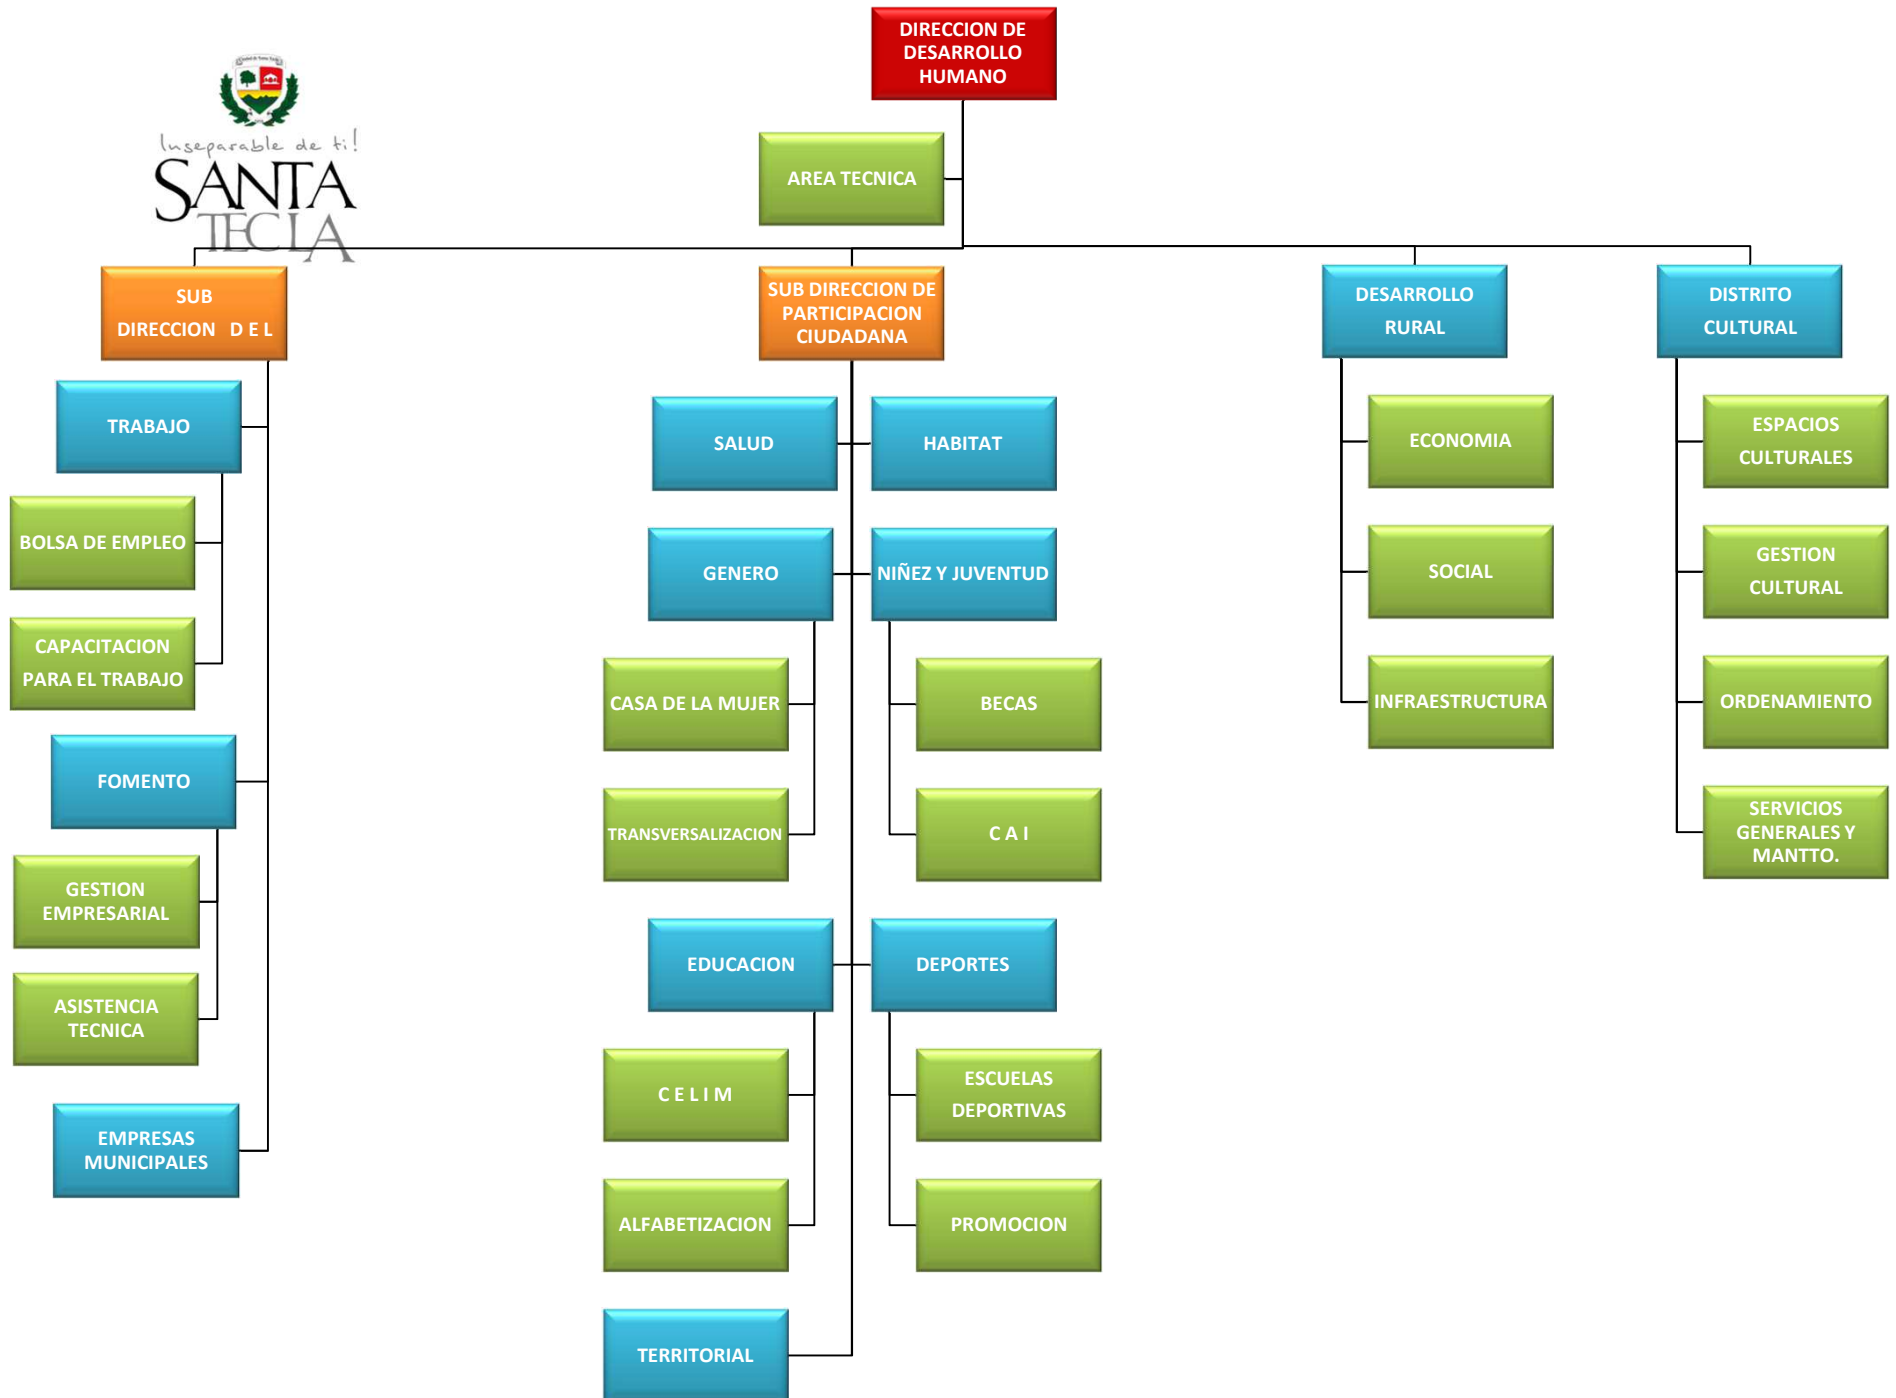 DIRECCION DE
DESARROLLO
HUMANO
Inseparable de ti!
SANTA
TECLA
AREA TECNICA
SUB
DIRECCION D E L
SUB DIRECCION DE
PARTICIPACION
CIUDADANA
DESARROLLO
RURAL
DISTRITO
CULTURAL
TRABAJO
BOLSA DE EMPLEO
CAPACITACION
PARA EL TRABAJO
FOMENTO
GESTION
EMPRESARIAL
ASISTENCIA
TECNICA
EMPRESAS
MUNICIPALES
SALUD
HABITAT
GENERO
NIÑEZ Y JUVENTUD
CASA DE LA MUJER
BECAS
TRANSVERSALIZACION
C A I
EDUCACION
DEPORTES
C E L I M
ESCUELAS
DEPORTIVAS
ALFABETIZACION
PROMOCION
TERRITORIAL
ECONOMIA
SOCIAL
INFRAESTRUCTURA
ESPACIOS
CULTURALES
GESTION
CULTURAL
ORDENAMIENTO
SERVICIOS
GENERALES Y
MANTTO.